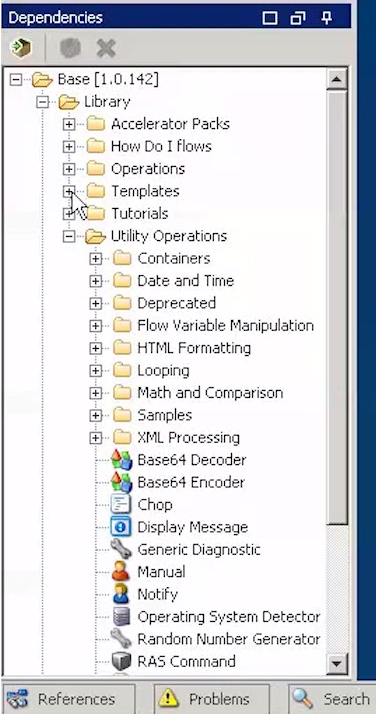 Dependencies
Base [1.0.142]
Library
Accelerator Packs
How Do I flows
Operations
Templates
Tutorials
Utility Operations
Containers
Date and Time
Deprecated
Flow Variable Manipulation
HTML Formatting
Looping
Math and Comparison
Samples
XML Processing
Base64 Decoder
Base64 Encoder
Chop
Display Message
Generic Diagnostic
Manual
Notify
Operating System Detector
Random Number Generator
RAS Command
References Problems Search